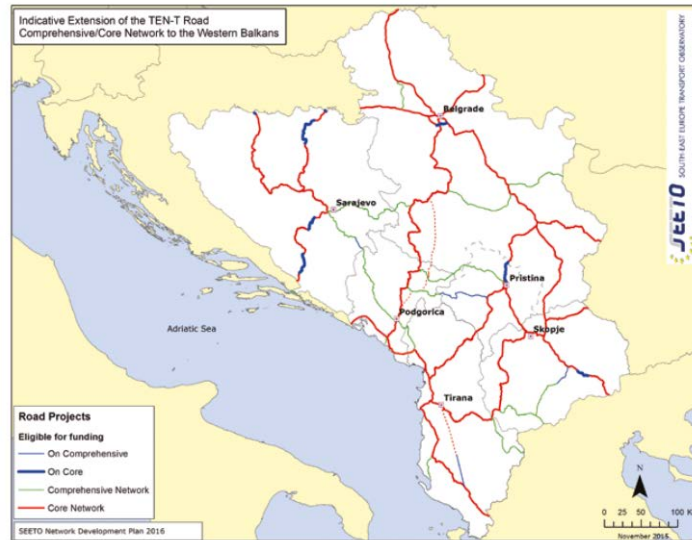 Indicative Extension of the TEN-T Road
Comprehensive/Core Network to the Western Balkans
SEETO
SOUTH-EAST EUROPE TRANSPORT OBSERVATORY
Belgrade
Sarajevo
Pristina
Podgorica
Skopje
Adriatic Sea
Tirana
Road Projects
Eligible for funding
On Comprehensive
On Core
Comprehensive Network
Core Network
SEETO Network Development Plan 2016
N
0 25 50 100 K
November 2015